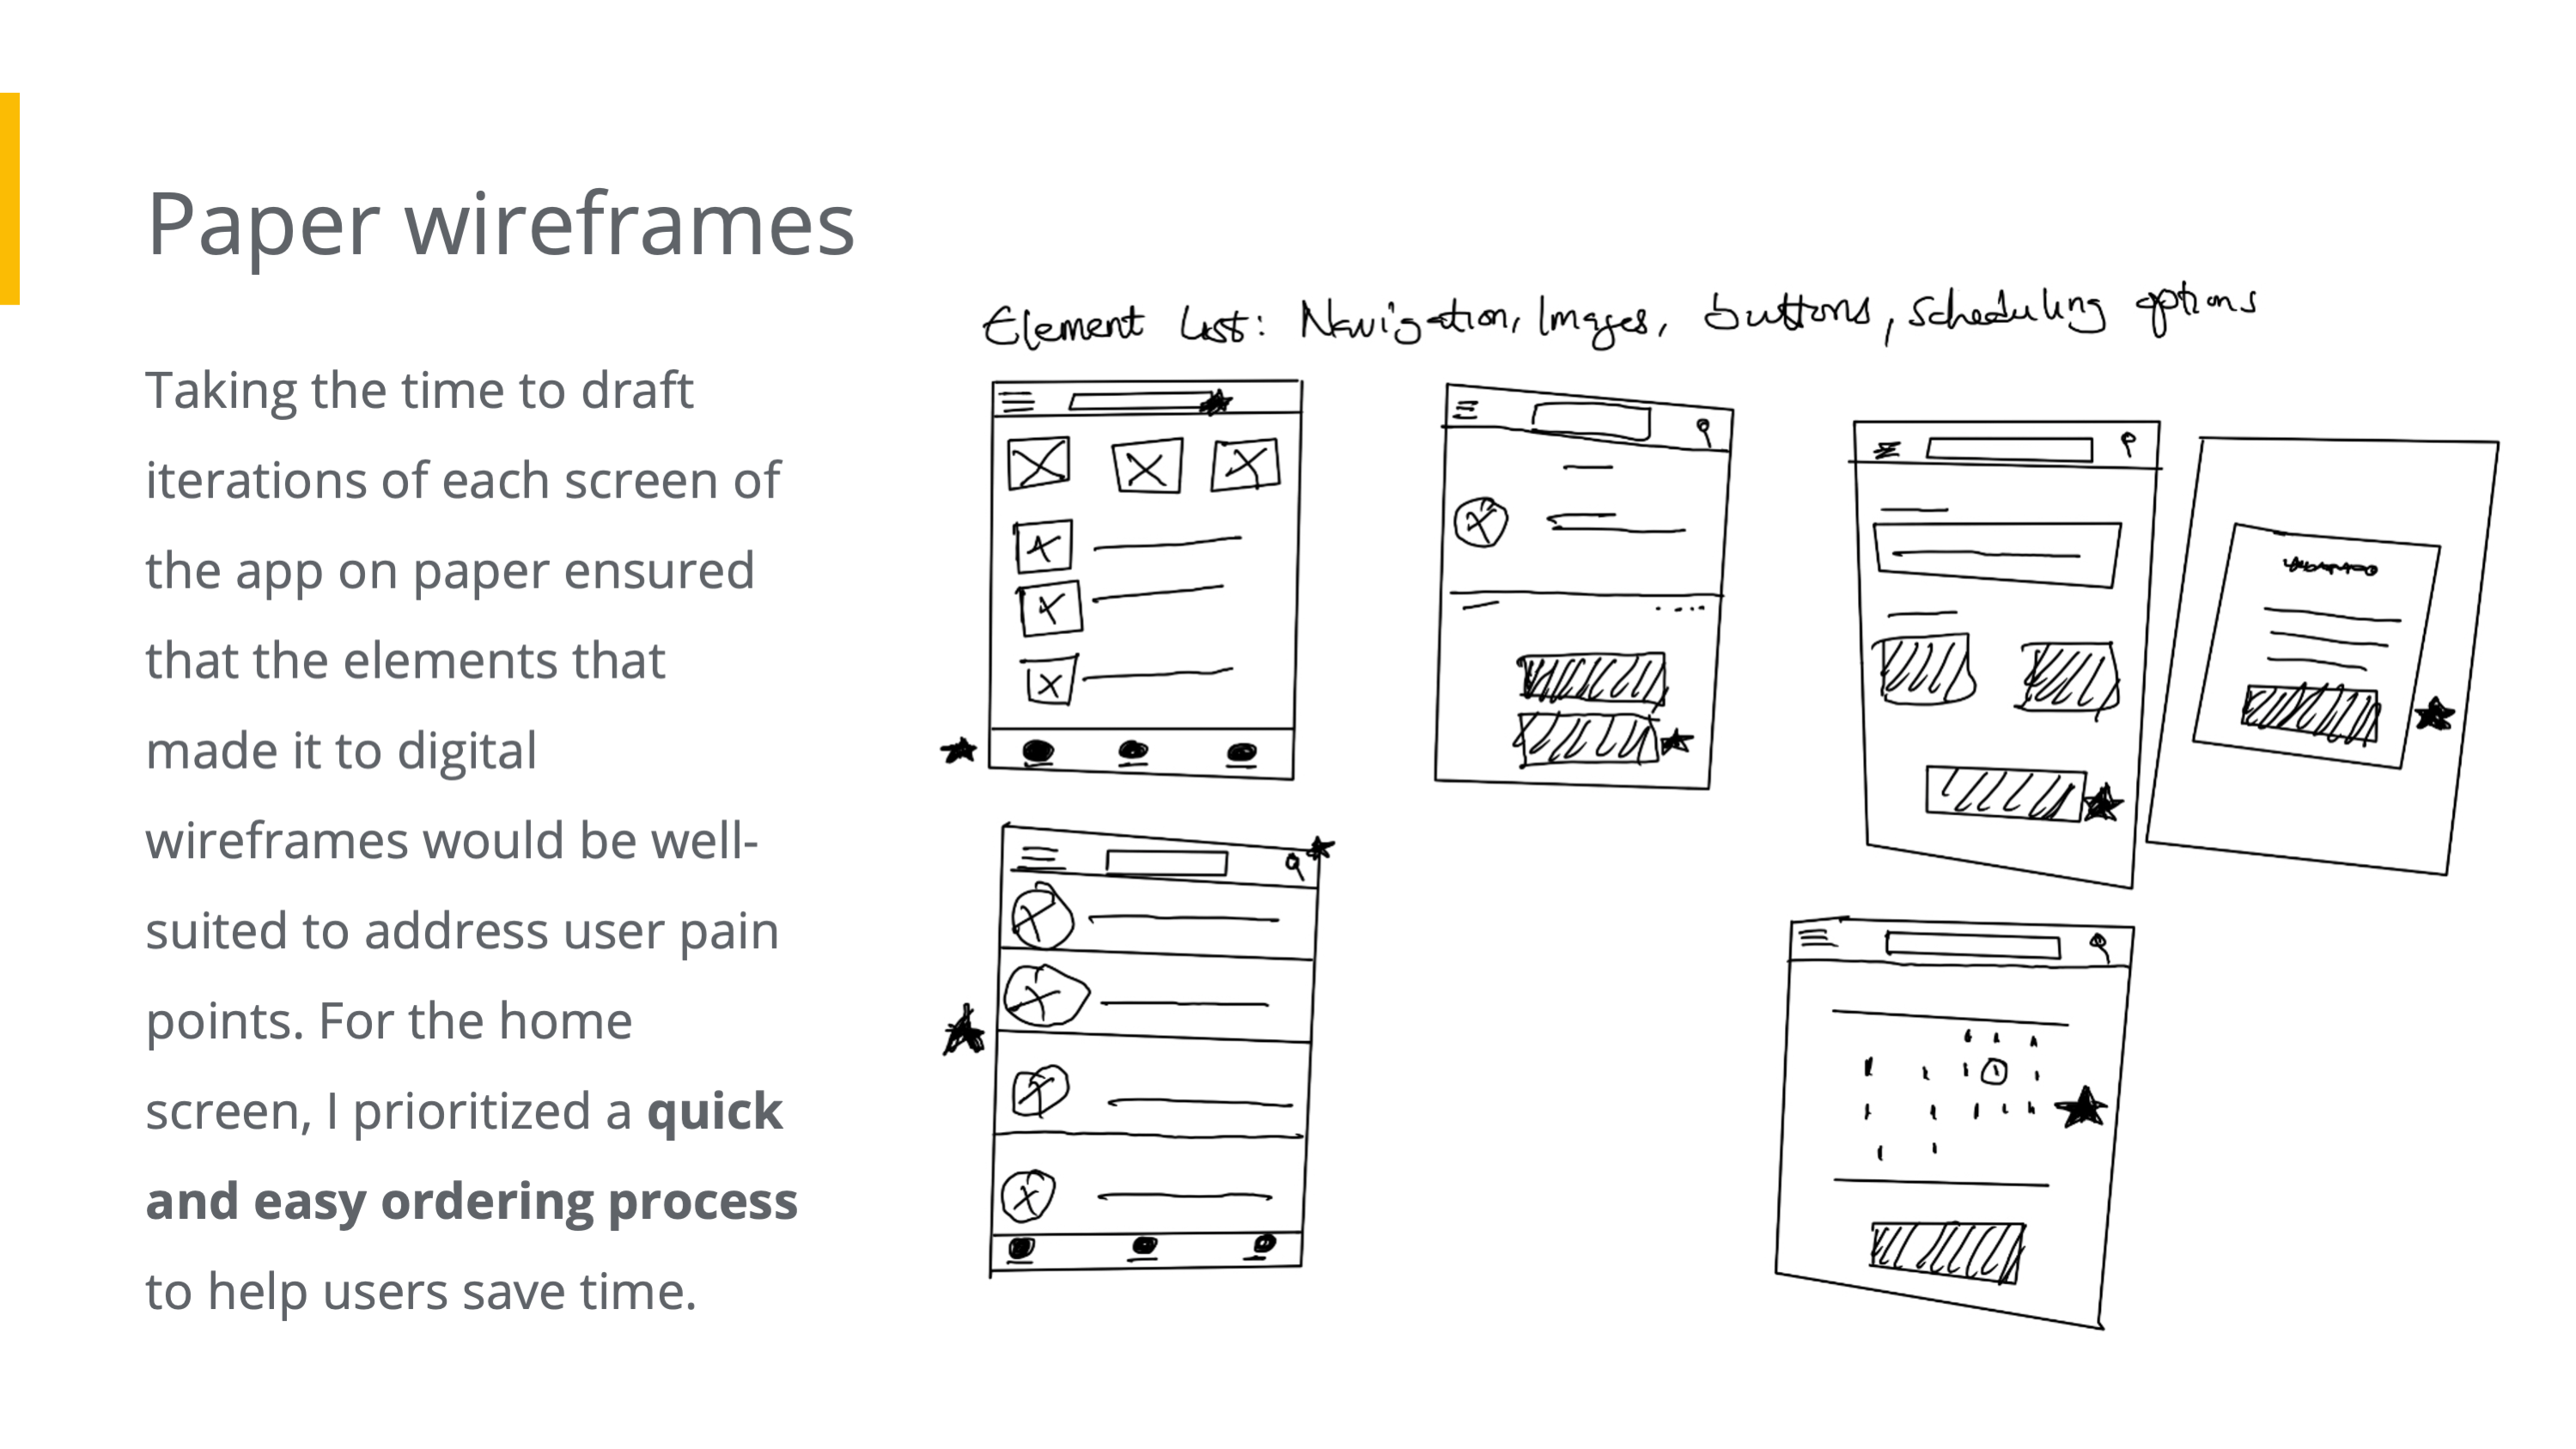 Paper wireframes
Taking the time to draft
iterations of each screen of
the app on paper ensured
that the elements that
made it to digital
wireframes would be well-
suited to address user pain
points. For the home
screen, I prioritized a quick
and easy ordering process
to help users save time.
Element List: Navigation, Images, buttons, scheduling options